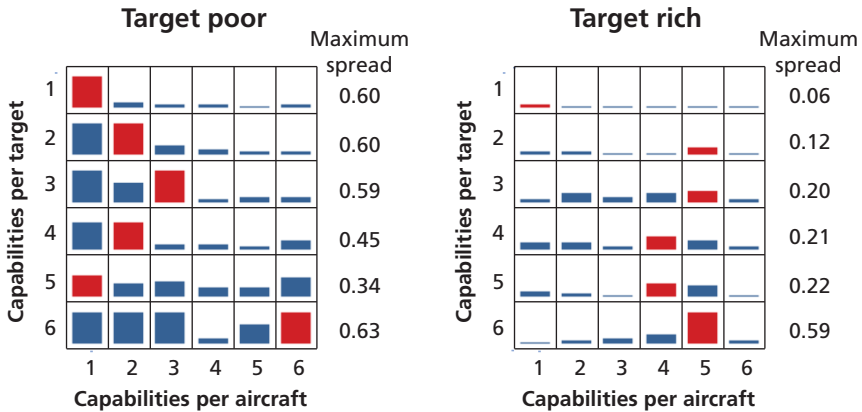 Target poor
Maximum
spread
Capabilities per target
1 0.60
2 0.60
3 0.59
4 0.45
5 0.34
6 0.63
1 2 3 4 5 6
Capabilities per aircraft
Target rich
Maximum
spread
Capabilities per target
1 0.06
2 0.12
3 0.20
4 0.21
5 0.22
6 0.59
1 2 3 4 5 6
Capabilities per aircraft